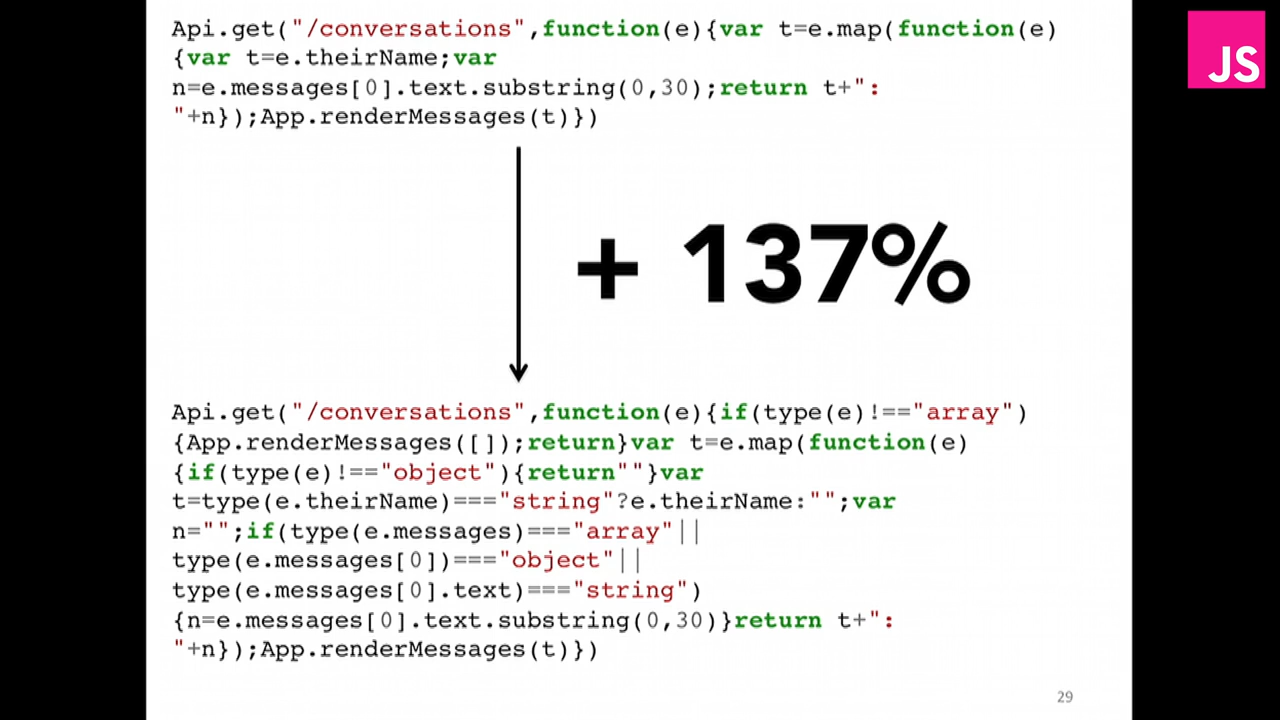 Api.get("/conversations",function(e){var t=e.map(function(e)
{var t=e.theirName;var
n=e.messages[0].text.substring(0,30);return t+":
"+n});App.renderMessages(t)})
JS
+ 137%
Api.get("/conversations",function(e){if(type(e)!=="array")
{App.renderMessages([]);return}var t=e.map(function(e)
{if(type(e)!=="object"){return""}var
t=type(e.theirName)==="string"?e.theirName:"";var
n="";if(type(e.messages)==="array"||
type(e.messages[0])==="object"||
type(e.messages[0].text)==="string")
{n=e.messages[0].text.substring(0,30)}return t+":
"+n});App.renderMessages(t)})
29